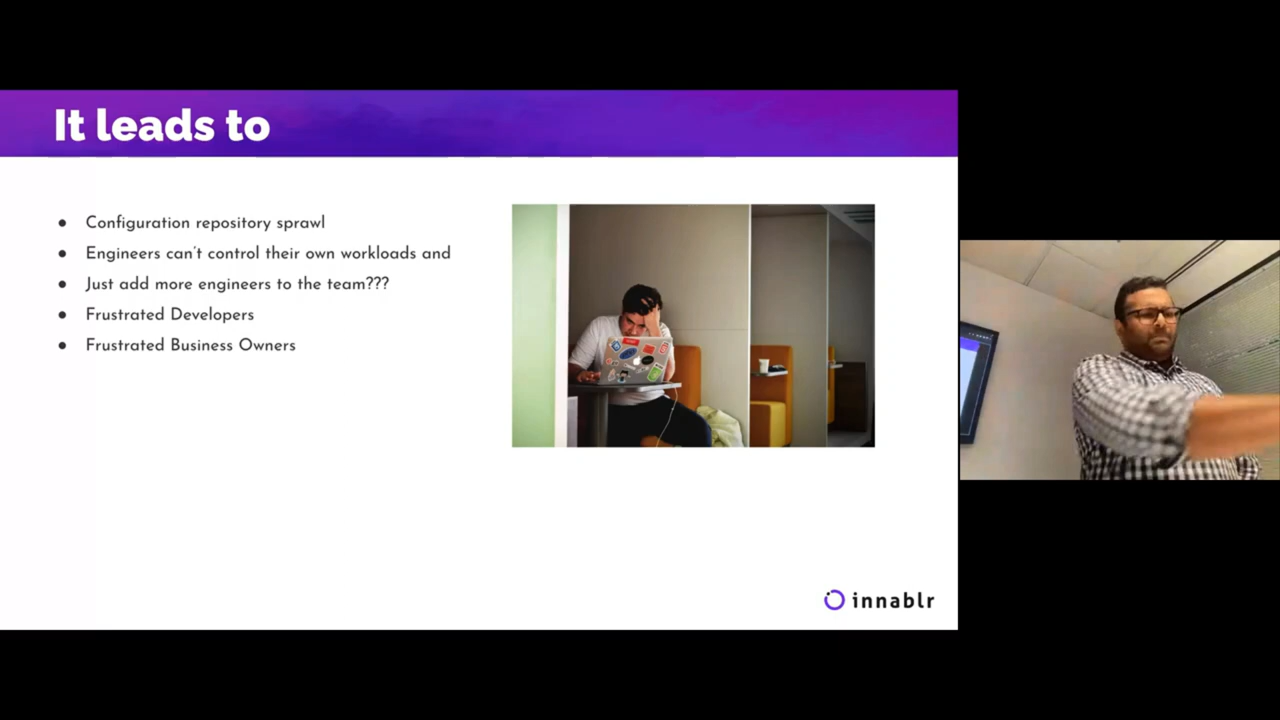 It leads to
● Configuration repository sprawl
● Engineers can't control their own workloads and
● Just add more engineers to the team???
● Frustrated Developers
● Frustrated Business Owners
innablr